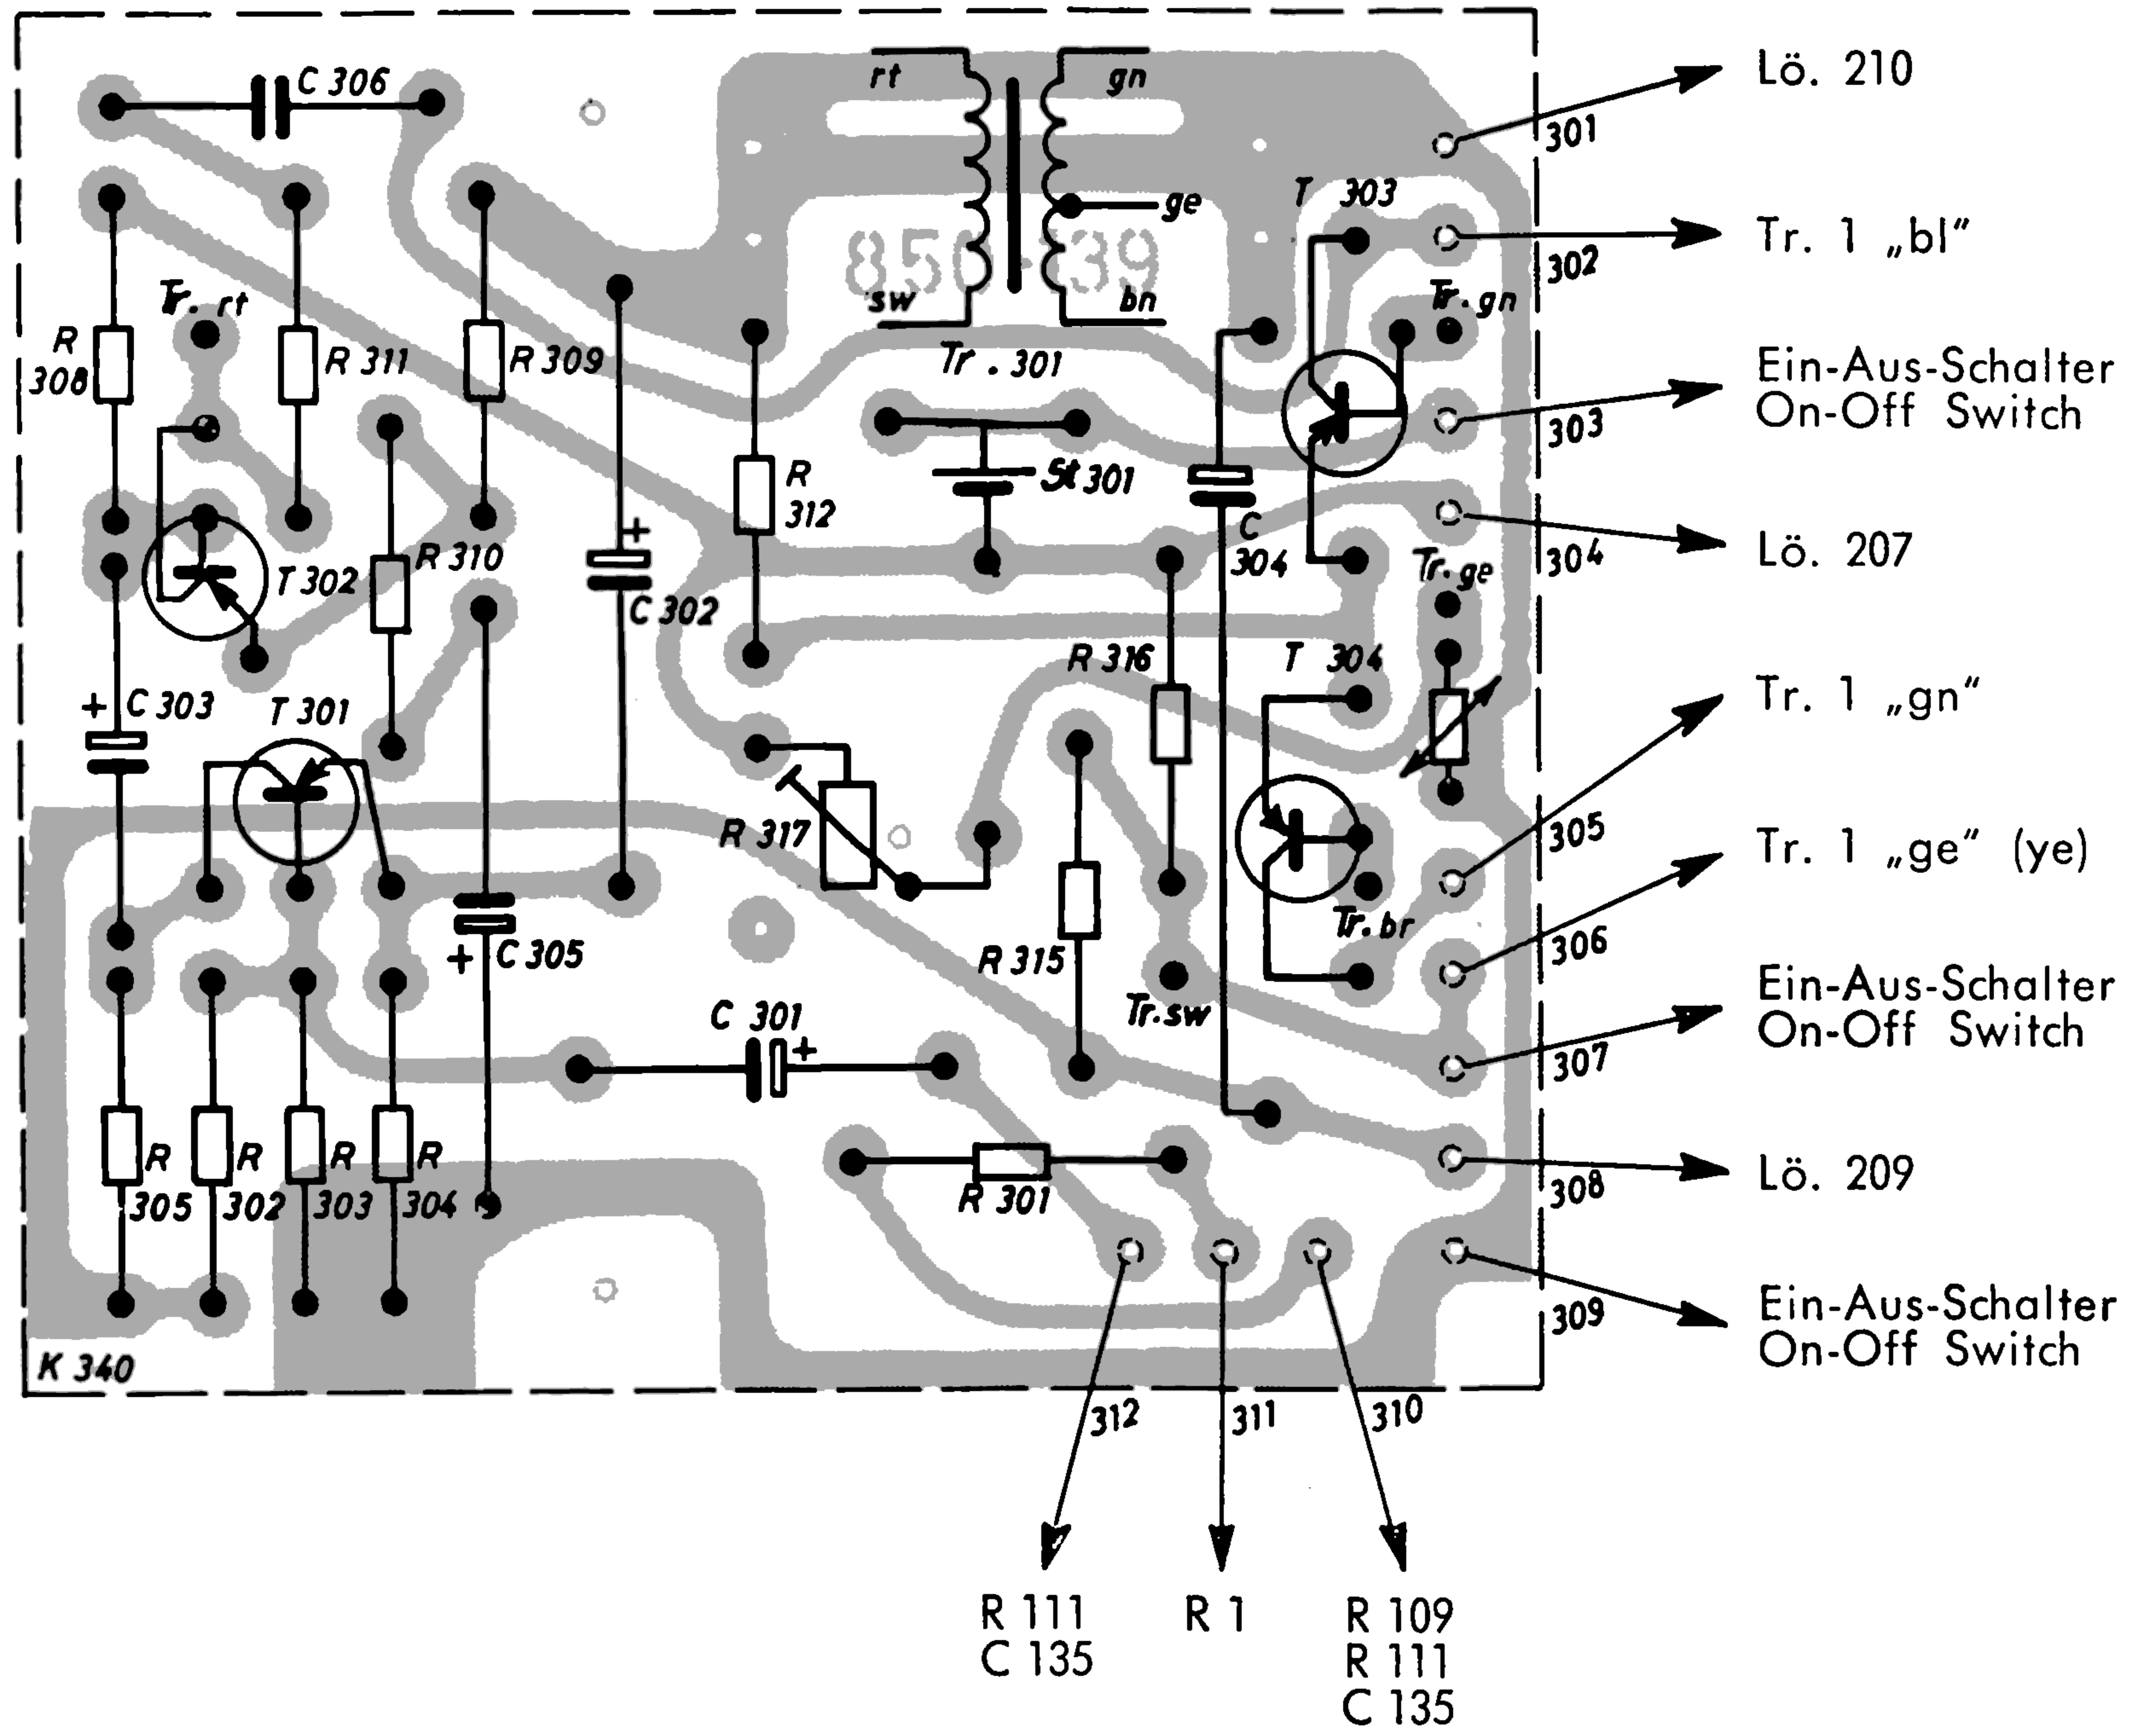 C 306
rt
gn
ge
sw
bn
Tr. 301
T 303
301
Lö. 210
302
Tr. 1 „bl“
Tr. rt
Tr. gn
R
308
R 311
R 309
303
Ein-Aus-Schalter
On-Off Switch
R
312
St 301
C
304
304
Lö. 207
T 302
R 310
C 302
Tr. ge
R 316
T 304
+
C 303
T 301
Tr. 1 „gn“
R 317
305
Tr. 1 „ge“ (ye)
Tr. br
306
+
C 305
R 315
Tr. sw
Ein-Aus-Schalter
On-Off Switch
307
C 301
+
+
R
305
R
302
R
303
R
304
R 301
308
Lö. 209
309
Ein-Aus-Schalter
On-Off Switch
K 340
312
311
310
R 111
C 135
R 1
R 109
R 111
C 135